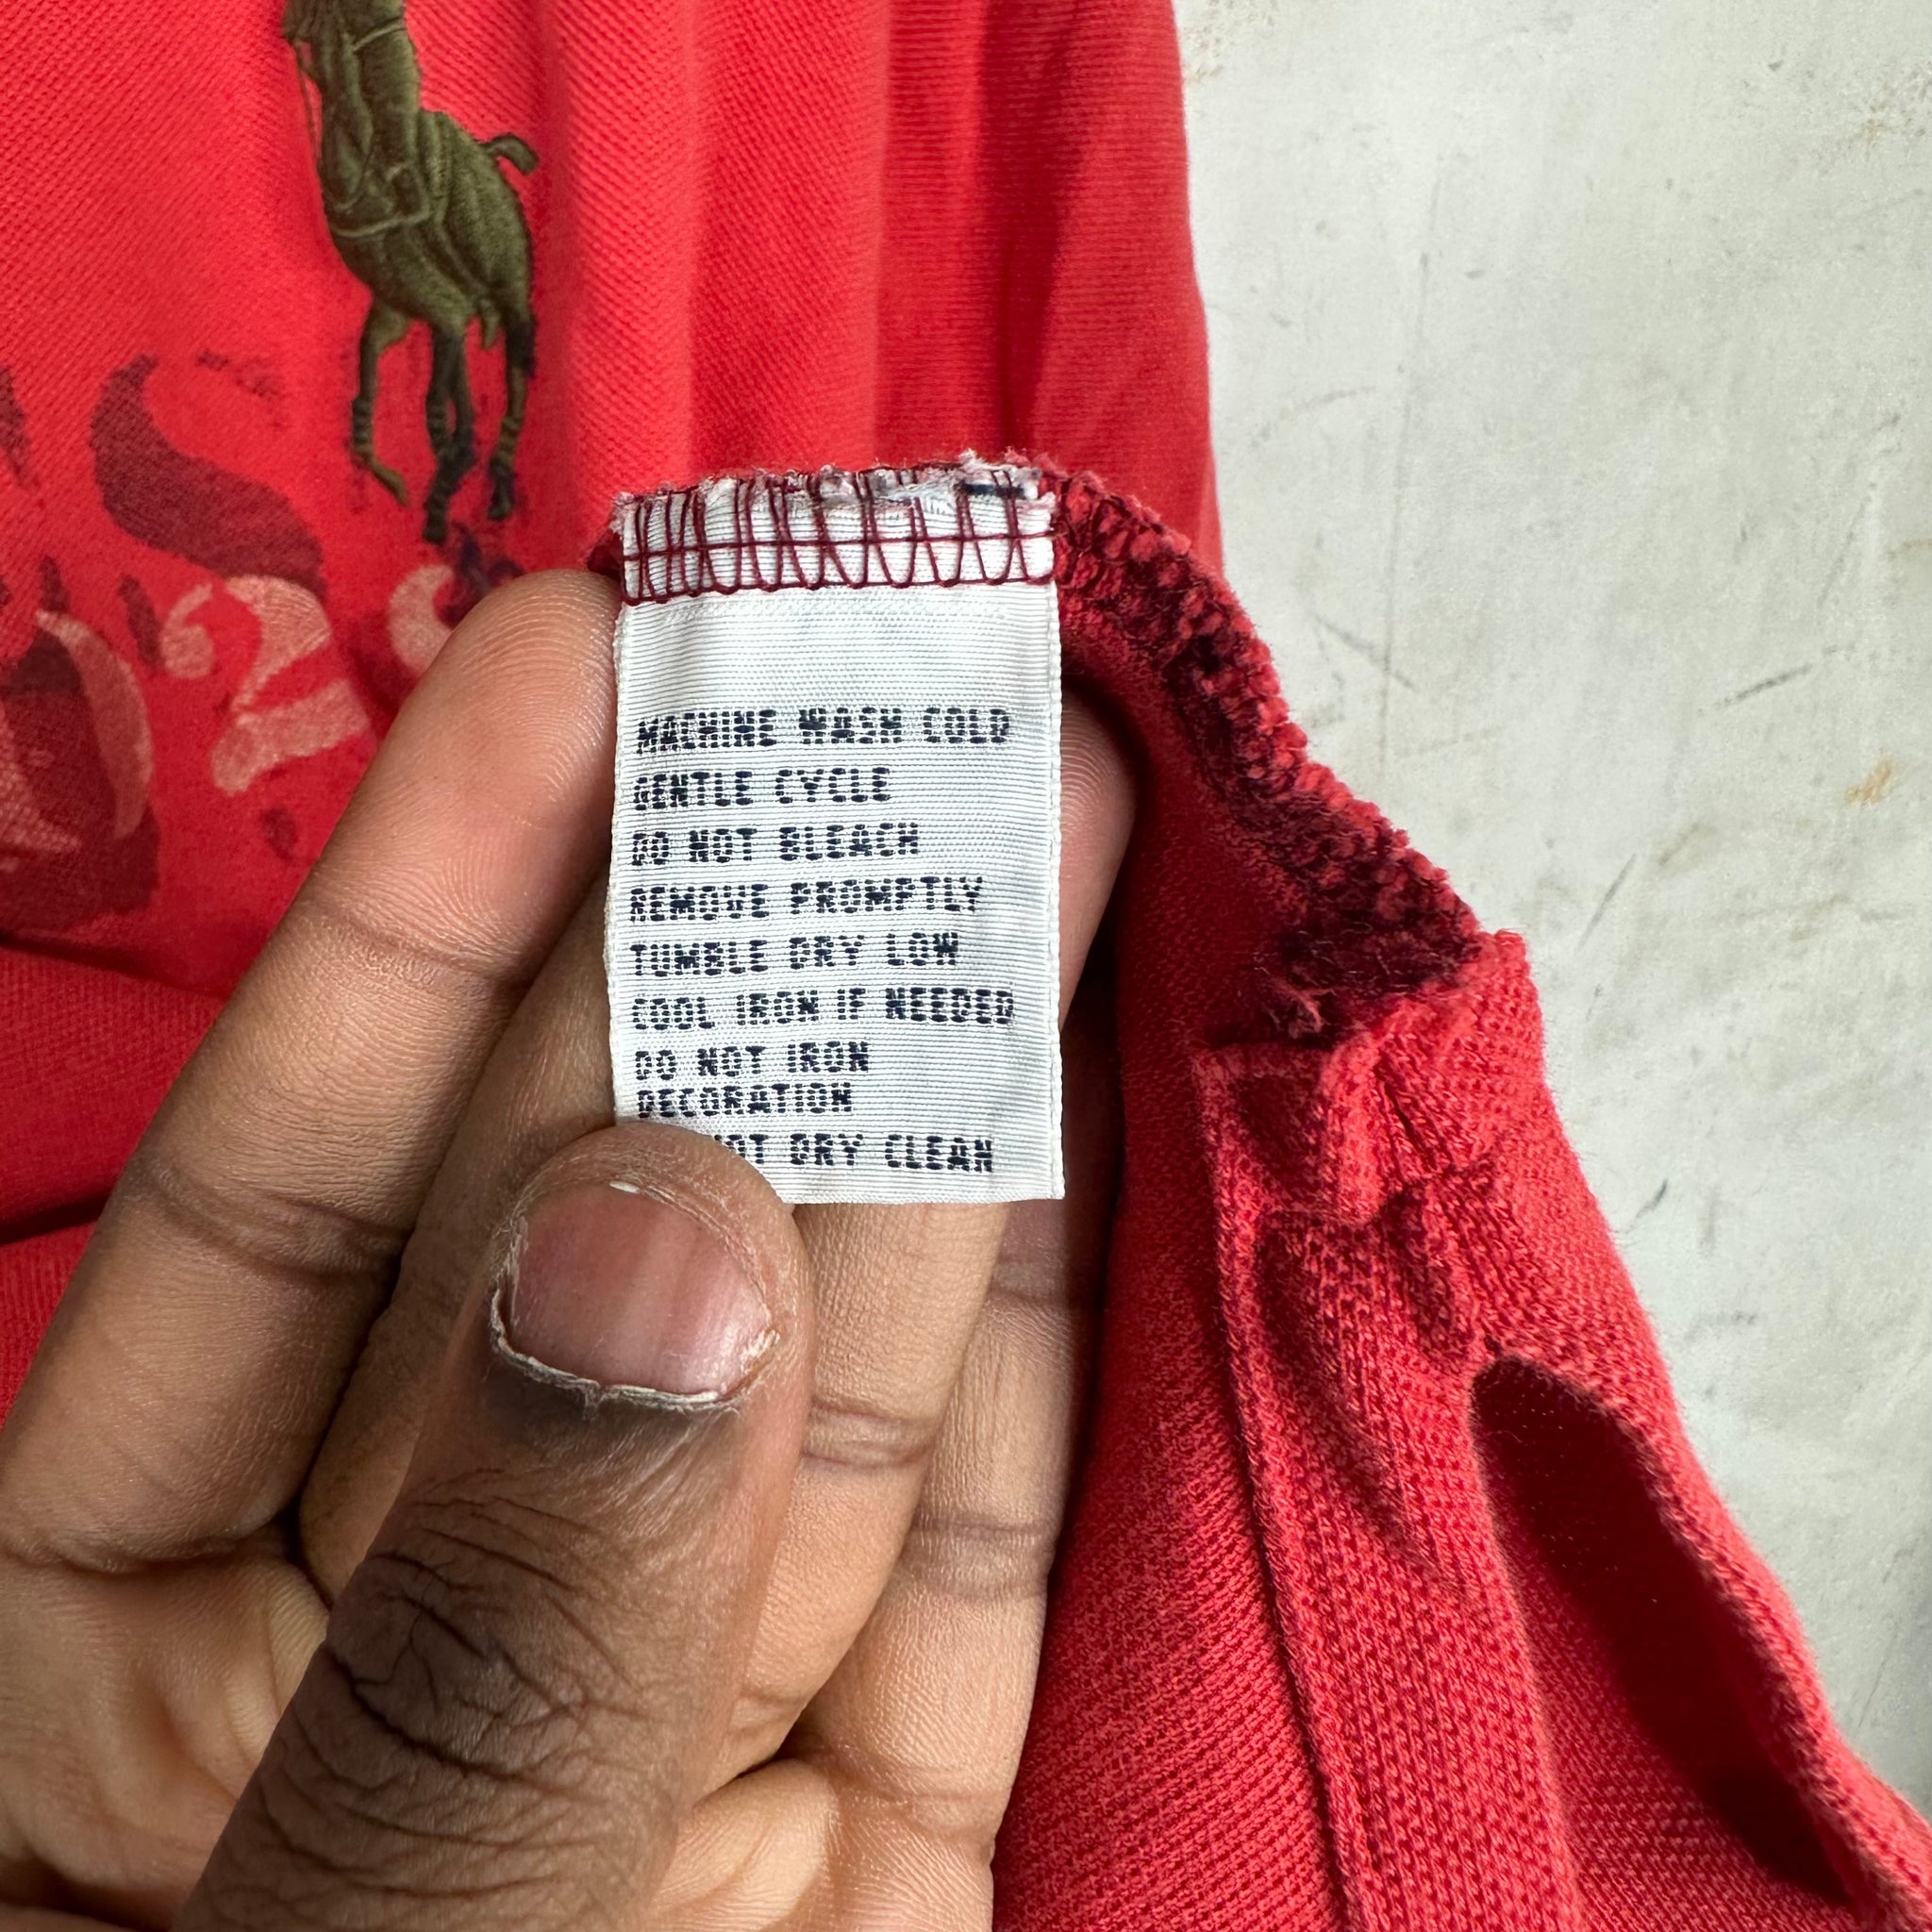 MACHINE WASH COLD
GENTLE CYCLE
DO NOT BLEACH
REMOVE PROMPTLY
TUMBLE DRY LOW
COOL IRON IF NEEDED
DO NOT IRON
DECORATION
DRY CLEAN